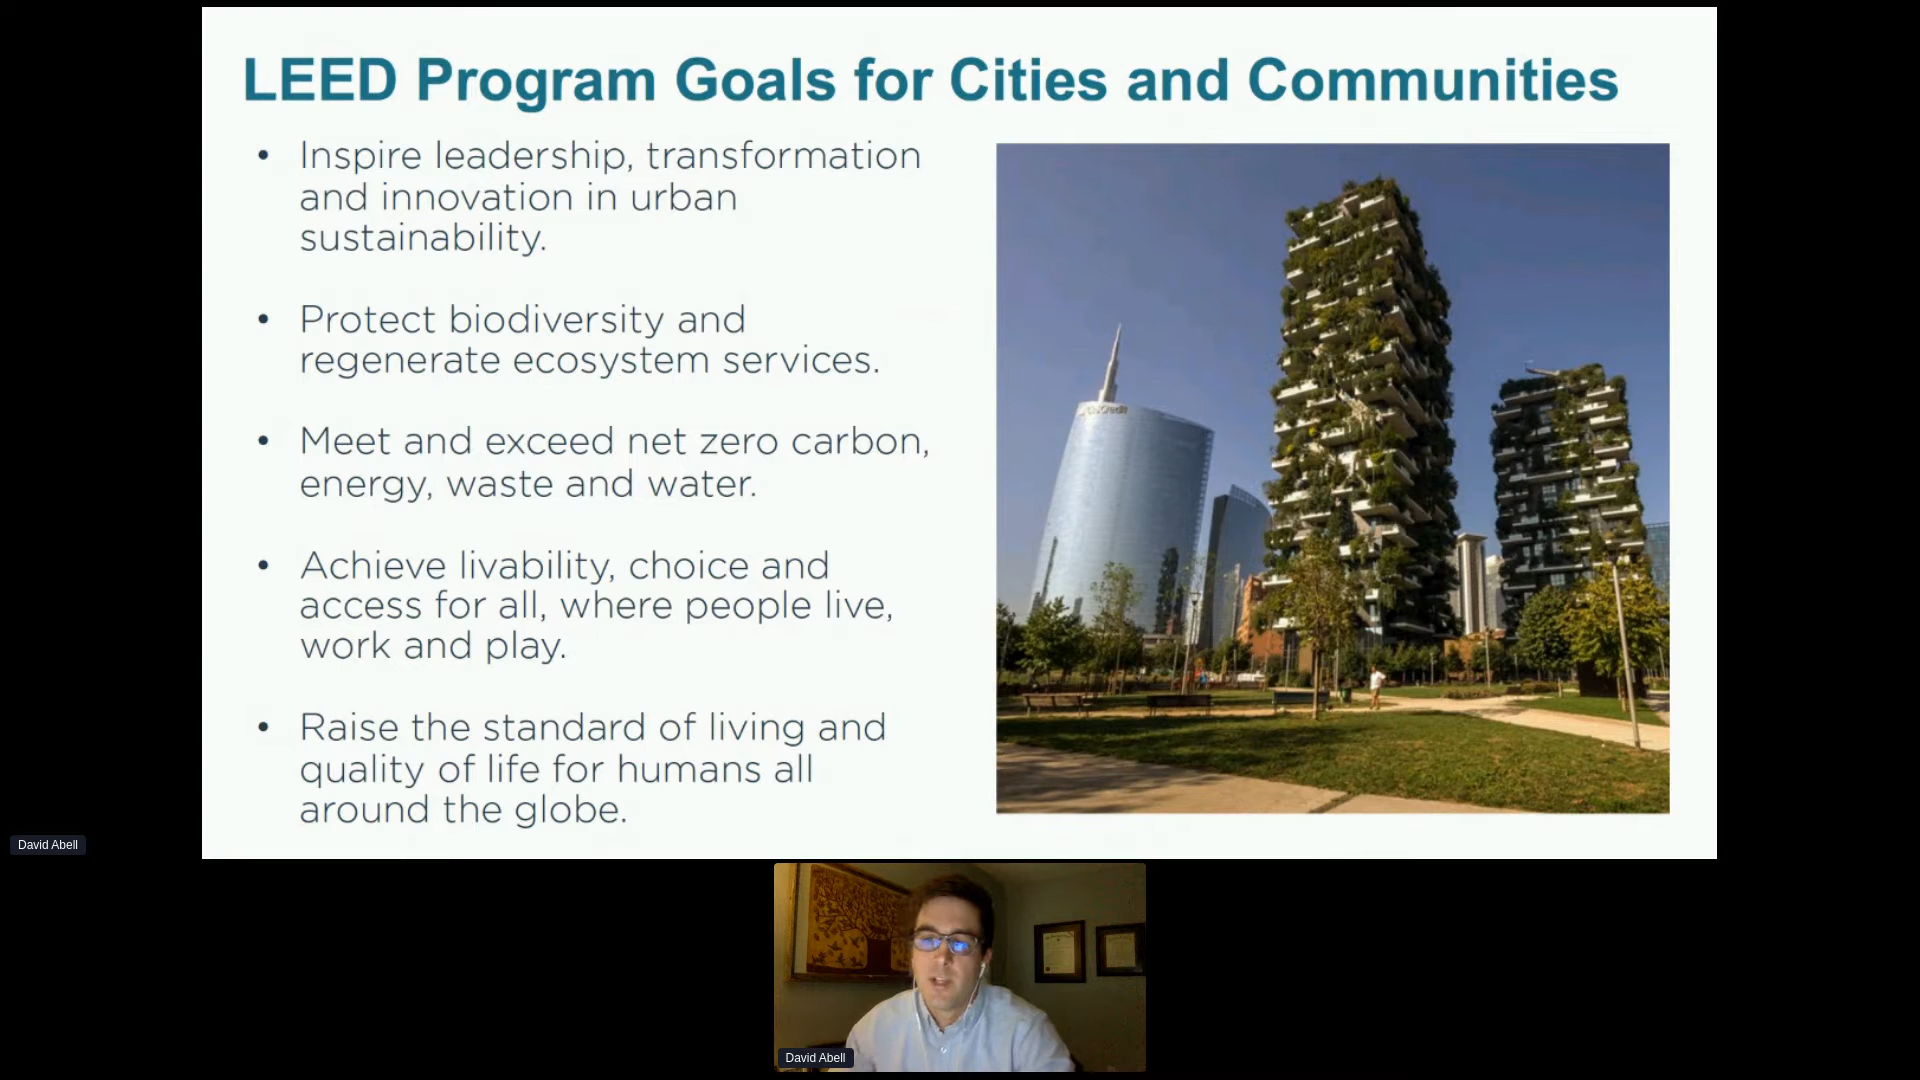 LEED Program Goals for Cities and Communities
• Inspire leadership, transformation
and innovation in urban
sustainability.
• Protect biodiversity and
regenerate ecosystem services.
• Meet and exceed net zero carbon,
energy, waste and water.
• Achieve livability, choice and
access for all, where people live,
work and play.
• Raise the standard of living and
quality of life for humans all
around the globe.
David Abell
David Abell